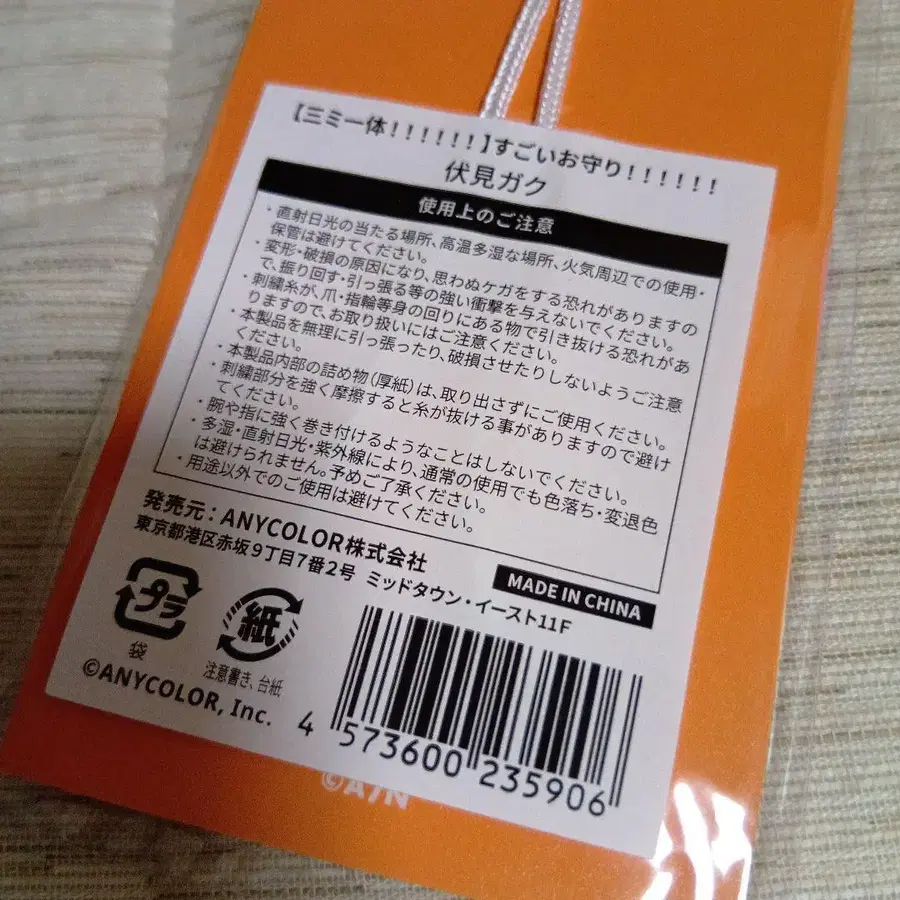 【三ミ一体！！！！！！】すごいお守り！！！！！！
伏見ガク
使用上のご注意
・直射日光の当たる場所、高温多湿な場所、火気周辺での使用・
保管は避けてください。
・変形・破損の原因になり、思わぬケガをする恐れがありますの
で、振り回す・引っ張る等の強い衝撃を与えないでください。
・刺繍糸が、爪・指輪等身の回りにある物で引き抜ける恐れがあ
りますので、お取り扱いにはご注意ください。
・本製品を無理に引っ張ったり、破損させたりしないようご注意
ください。
・本製品内部の詰め物（厚紙）は、取り出さずにご使用ください。
・刺繍部分を強く摩擦すると糸が抜ける事がありますので避け
てください。
・腕や指に強く巻き付けるようなことはしないでください。
・多湿・直射日光・紫外線により、通常の使用でも色落ち・変退色
は避けられません。予めご了承ください。
・用途以外でのご使用は避けてください。
発売元：ANYCOLOR株式会社
東京都港区赤坂9丁目7番2号 ミッドタウン・イースト11F
MADE IN CHINA
プラ
袋
紙
注意書き、台紙
©ANYCOLOR, Inc.
4 573600 235906
©A/N